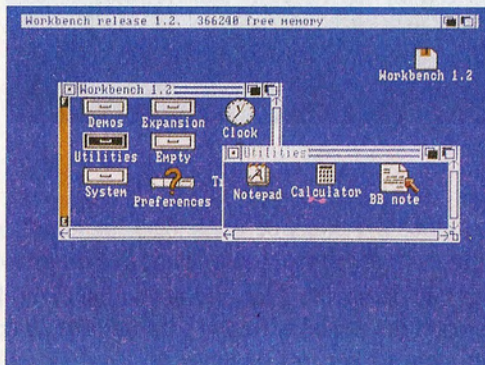 Workbench release 1.2. 366240 free memory
Workbench 1.2
Workbench 1.2
Demos Expansion Clock
Utilities Empty
System Preferences
Utilities
Notepad Calculator BB note